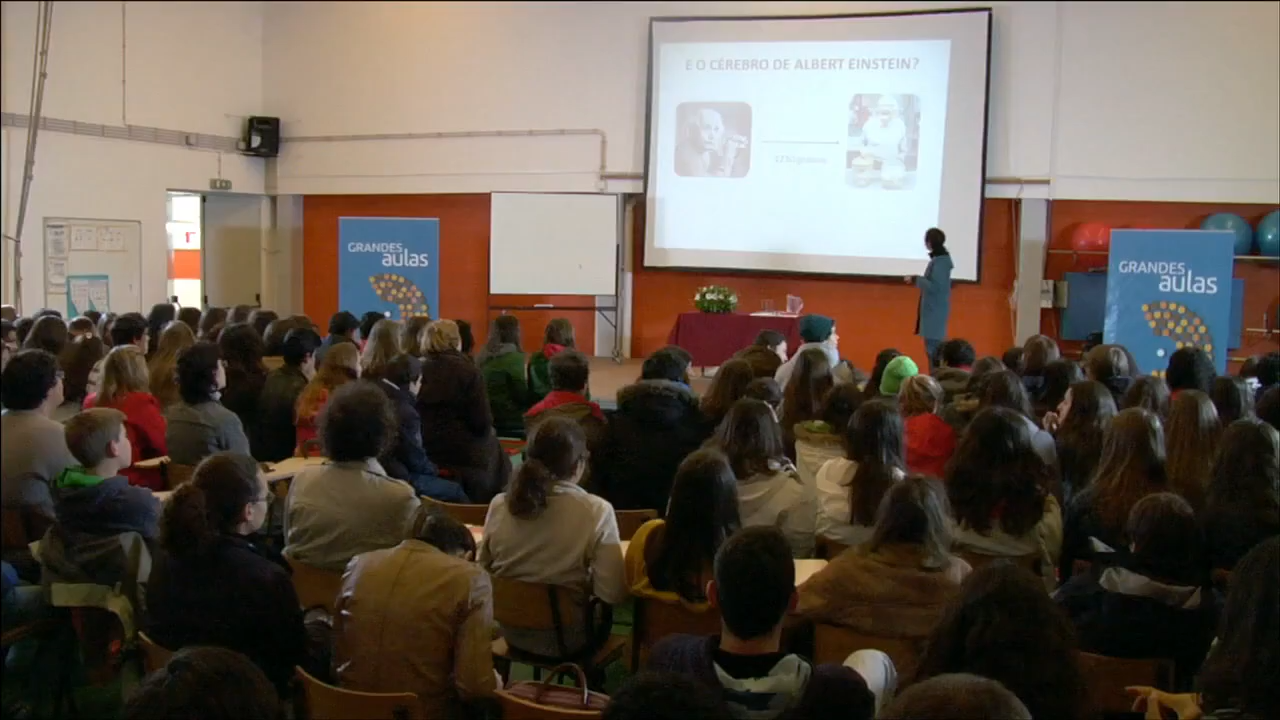 E O CÉREBRO DE ALBERT EINSTEIN?
GRANDES
aulas
GRANDES
aulas